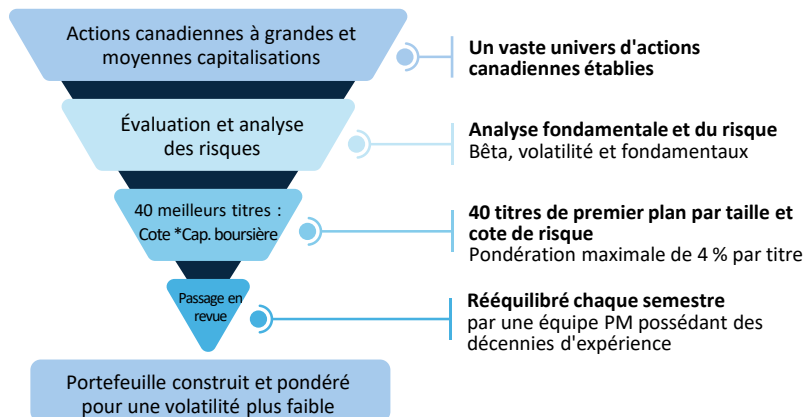 Actions canadiennes à grandes et
moyennes capitalisations
Un vaste univers d'actions
canadiennes établies
Évaluation et analyse
des risques
Analyse fondamentale et du risque
Bêta, volatilité et fondamentaux
40 meilleurs titres :
Cote *Cap. boursière
40 titres de premier plan par taille et
cote de risque
Pondération maximale de 4 % par titre
Passage en
revue
Rééquilibré chaque semestre
par une équipe PM possédant des
décennies d'expérience
Portefeuille construit et pondéré
pour une volatilité plus faible